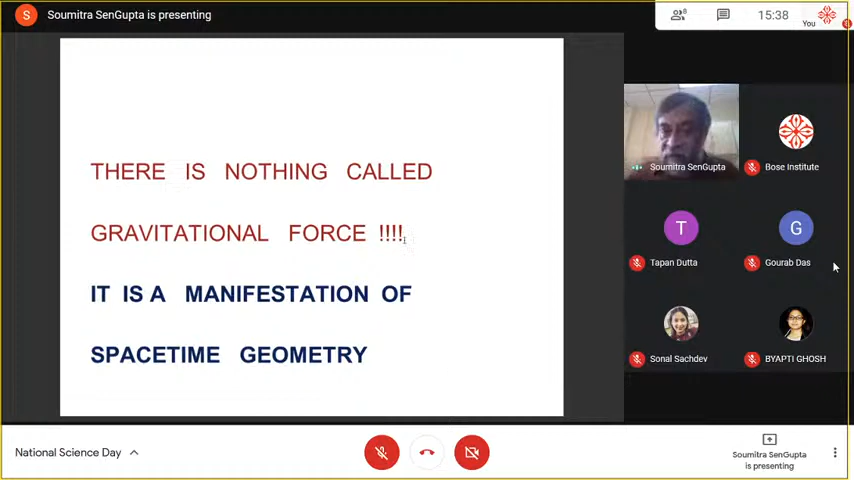 S Soumitra SenGupta is presenting
8 15:38 You
THERE IS NOTHING CALLED
GRAVITATIONAL FORCE !!!!
IT IS A MANIFESTATION OF
SPACETIME GEOMETRY
Soumitra SenGupta
Bose Institute
T
G
Tapan Dutta
Gourab Das
Sonal Sachdev
BYAPTI GHOSH
National Science Day
Soumitra SenGupta
is presenting